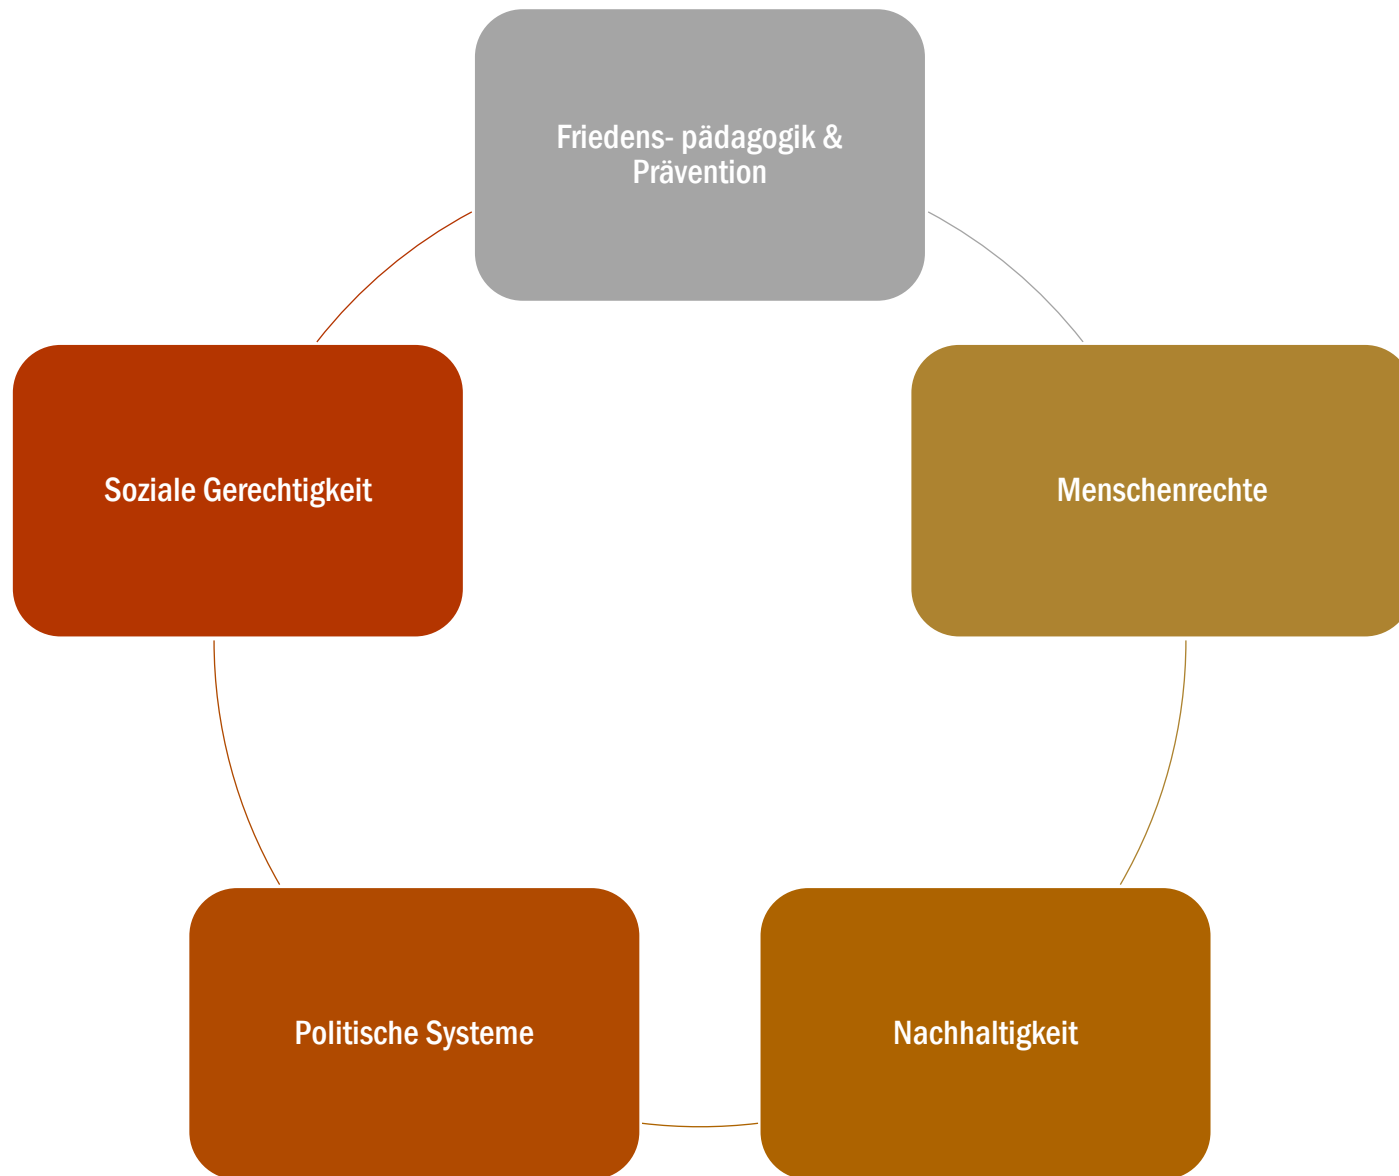 Friedens- pädagogik &
Prävention
Soziale Gerechtigkeit
Menschenrechte
Politische Systeme
Nachhaltigkeit